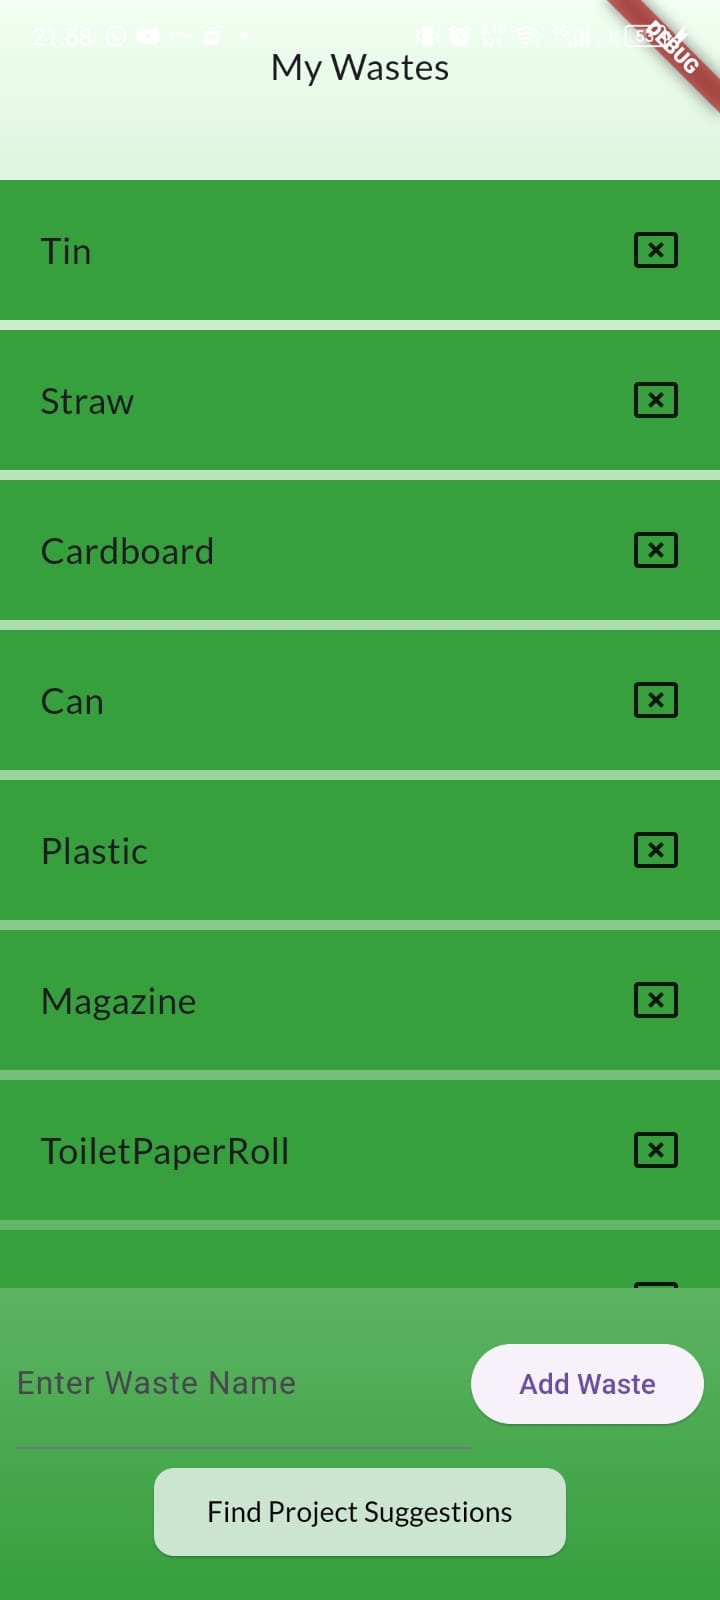 21.58
My Wastes
DEBUG
Tin
Straw
Cardboard
Can
Plastic
Magazine
ToiletPaperRoll
Enter Waste Name
Add Waste
Find Project Suggestions